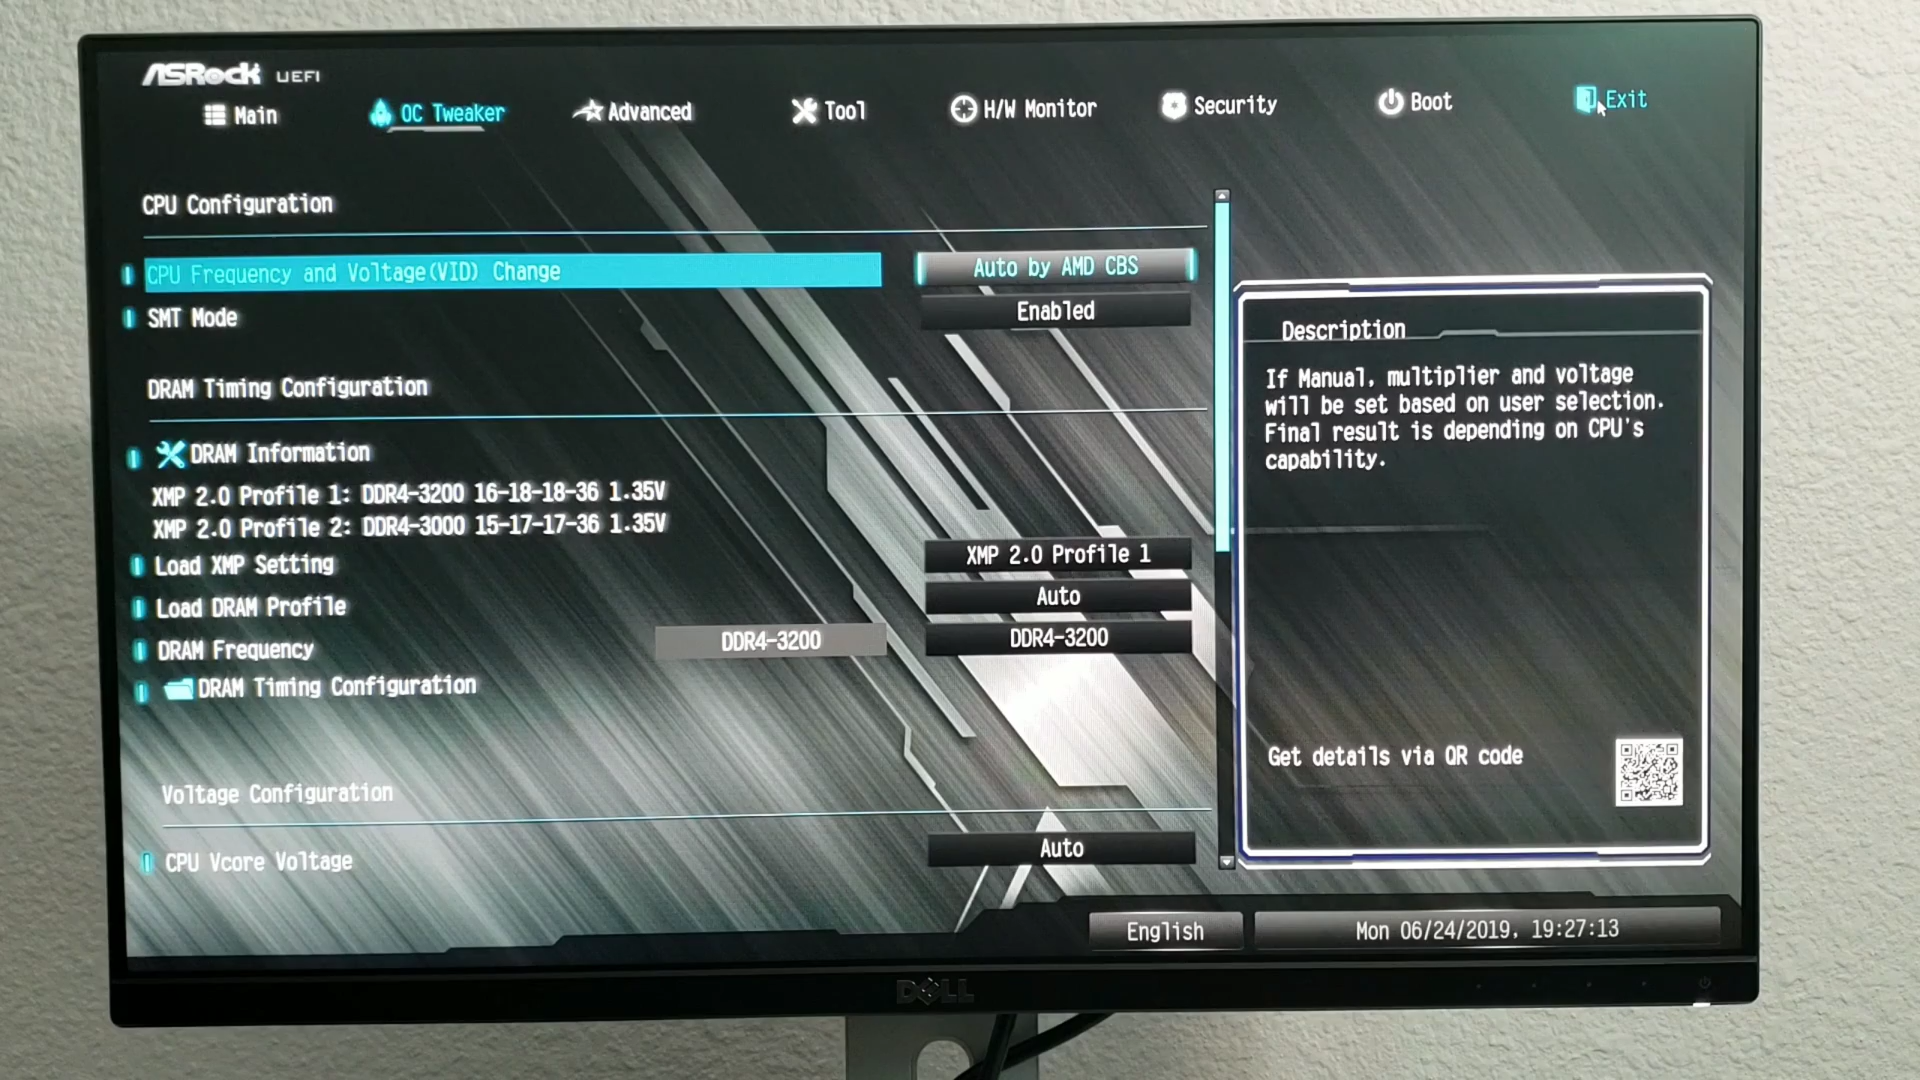 ASRock UEFI
Main OC Tweaker Advanced Tool H/W Monitor Security Boot Exit
CPU Configuration
CPU Frequency and Voltage(VID) Change Auto by AMD CBS
SMT Mode Enabled
DRAM Timing Configuration
DRAM Information
XMP 2.0 Profile 1: DDR4-3200 16-18-18-36 1.35V
XMP 2.0 Profile 2: DDR4-3000 15-17-17-36 1.35V
Load XMP Setting XMP 2.0 Profile 1
Load DRAM Profile Auto
DRAM Frequency DDR4-3200 DDR4-3200
DRAM Timing Configuration
Voltage Configuration
CPU Vcore Voltage Auto
Description
If Manual, multiplier and voltage
will be set based on user selection.
Final result is depending on CPU's
capability.
Get details via QR code
English Mon 06/24/2019, 19:27:13
DELL